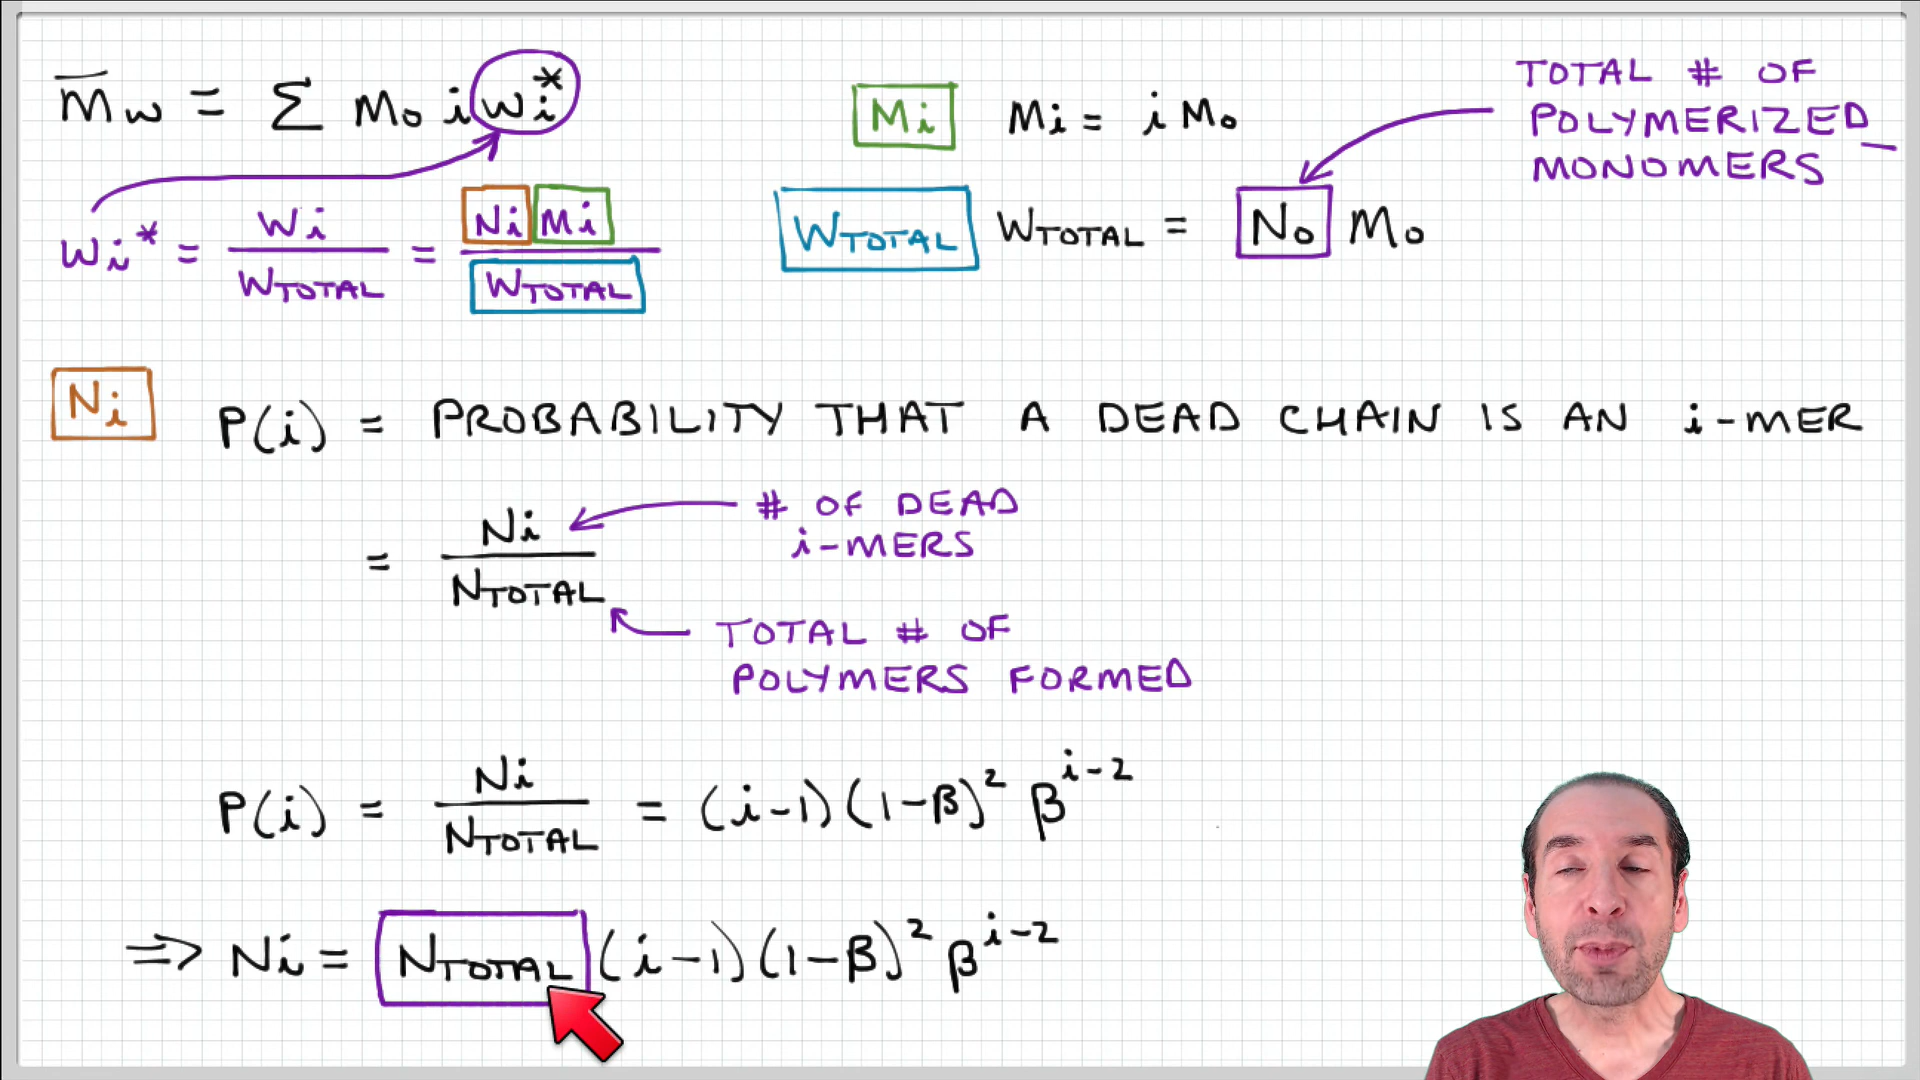 M̅w = Σ Mo i wi*
wi* = Wi / WTOTAL = Ni Mi / WTOTAL
Mi Mi = i Mo
WTOTAL WTOTAL = No Mo
TOTAL # OF
POLYMERIZED
MONOMERS
Ni P(i) = PROBABILITY THAT A DEAD CHAIN IS AN i-MER
= Ni / NTOTAL
# OF DEAD
i-MERS
TOTAL # OF
POLYMERS FORMED
P(i) = Ni / NTOTAL = (i-1)(1-β)² β^i-2
⇒ Ni = NTOTAL (i-1)(1-β)² β^i-2